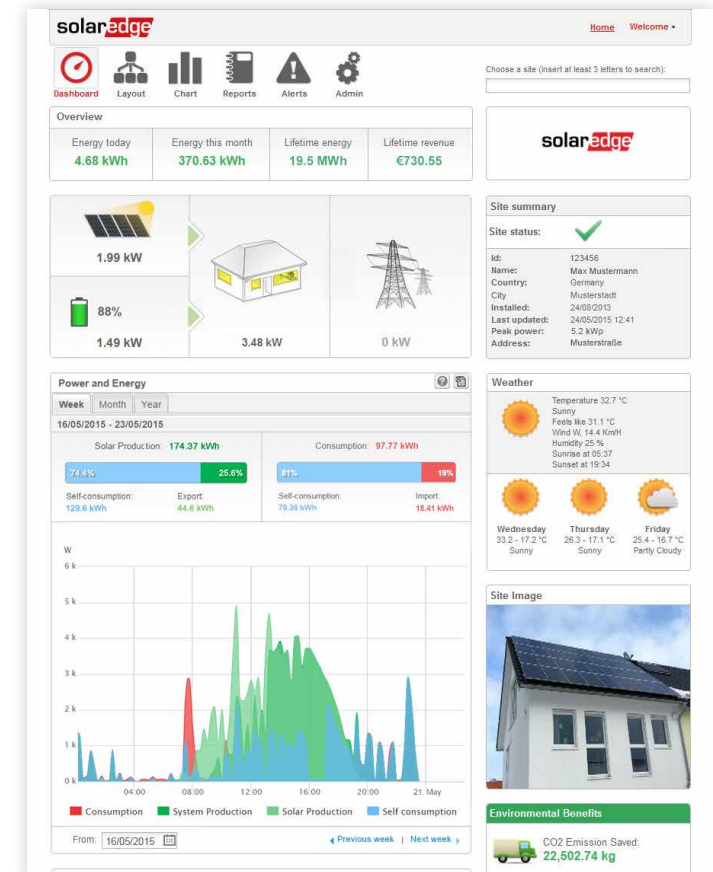 solaredge
Home Welcome
Dashboard Layout Chart Reports Alerts Admin
Choose a site (insert at least 3 letters to search):
Overview
Energy today Energy this month Lifetime energy Lifetime revenue
4.68 kWh 370.63 kWh 19.5 MWh €730.55
solaredge
1.99 kW
88%
1.49 kW 3.48 kW 0 kW
Site summary
Site status:
Id: 123456
Name: Max Mustermann
Country: Germany
City Musterstadt
Installed: 24/08/2013
Last updated: 24/05/2015 12:41
Peak power: 5.2 kWp
Address: Musterstraße
Power and Energy
Week Month Year
16/05/2015 - 23/05/2015
Solar Production: 174.37 kWh Consumption: 97.77 kWh
74.4% 25.6% 81% 19%
Self-consumption: Export: Self-consumption: Import:
129.6 kWh 44.6 kWh 79.36 kWh 18.41 kWh
W
6 k
5 k
4 k
3 k
2 k
1 k
0 k
04:00 08:00 12:00 16:00 20:00 21. May
Consumption System Production Solar Production Self consumption
From: 16/05/2015 Previous week | Next week
Weather
Temperature 32.7 °C
Sunny
Feels like 31.1 °C
Wind W, 14.4 Km/H
Humidity 25 %
Sunrise at 05:37
Sunset at 19:34
Wednesday Thursday Friday
33.2 - 17.2 °C 26.3 - 17.1 °C 25.4 - 16.7 °C
Sunny Sunny Partly Cloudy
Site Image
Environmental Benefits
CO2 Emission Saved:
22,502.74 kg